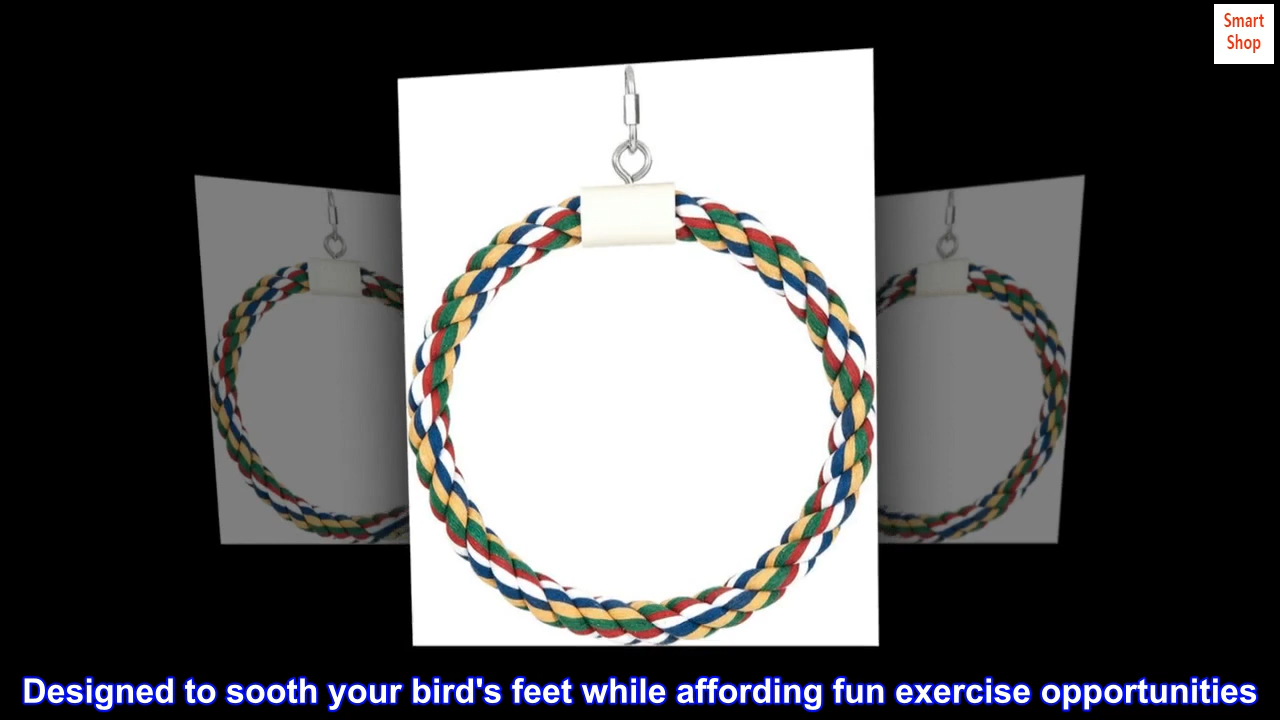 Smart
Shop
Designed to sooth your bird's feet while affording fun exercise opportunities